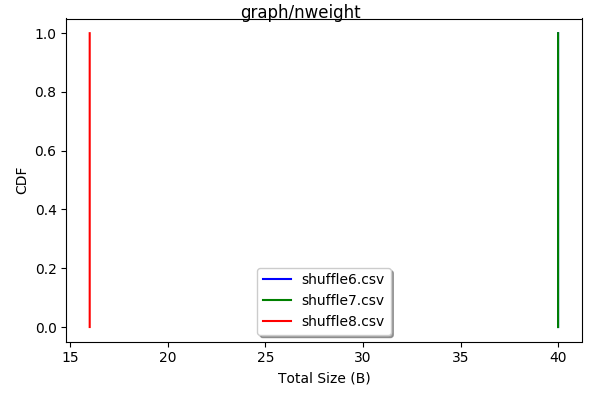 graph/nweight
1.0
0.8
0.6
0.4
0.2
0.0
CDF
shuffle6.csv
shuffle7.csv
shuffle8.csv
15 20 25 30 35 40
Total Size (B)